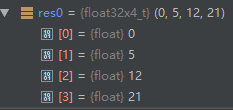 res0 = {float32x4_t} (0, 5, 12, 21)
[0] = {float} 0
[1] = {float} 5
[2] = {float} 12
[3] = {float} 21